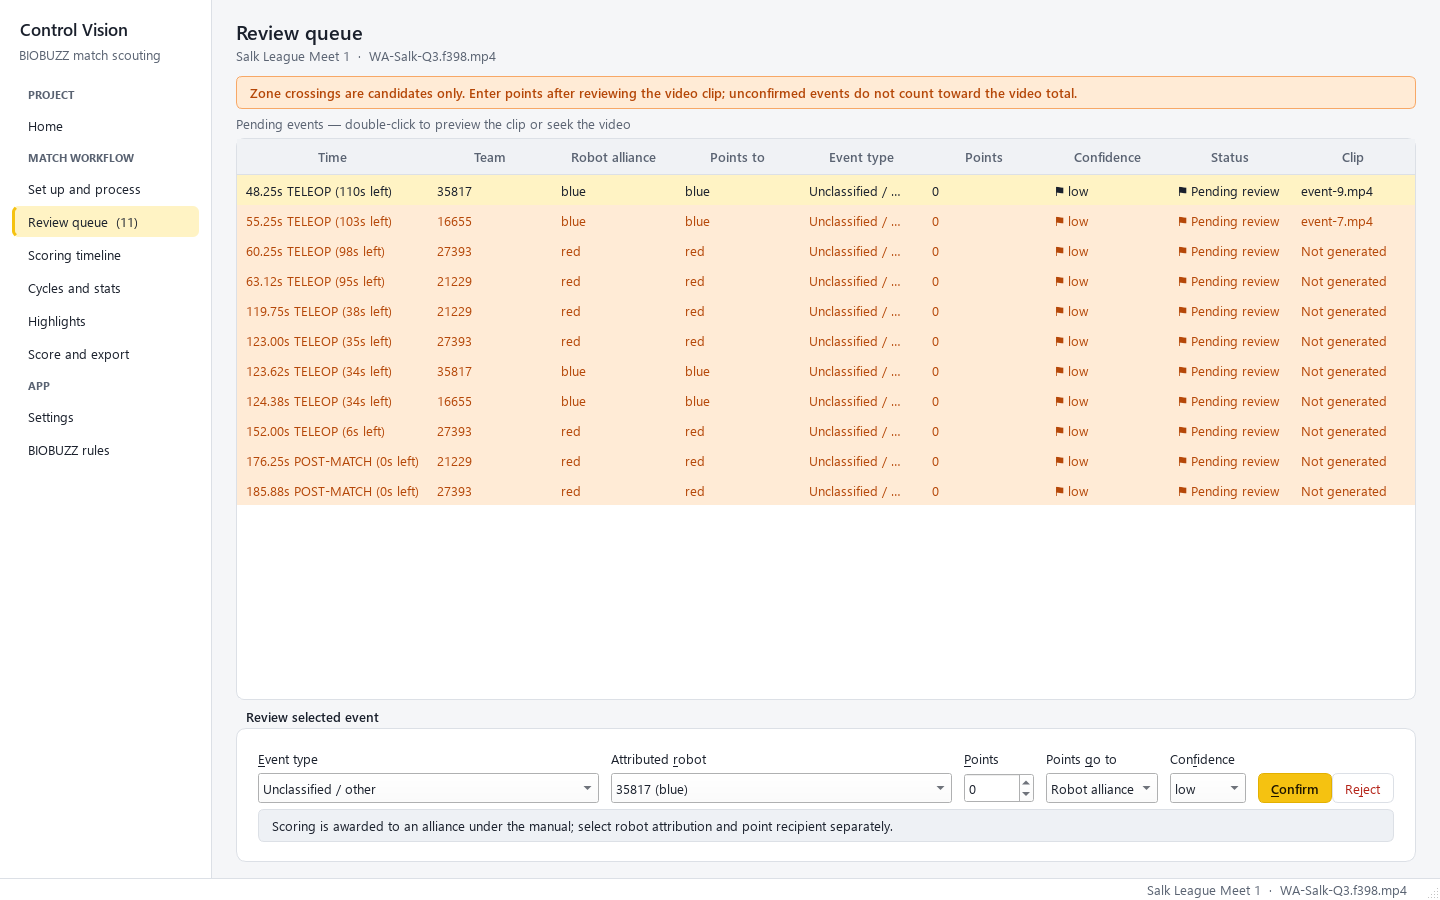 Control Vision
BIOBUZZ match scouting
PROJECT
Home
MATCH WORKFLOW
Set up and process
Review queue (11)
Scoring timeline
Cycles and stats
Highlights
Score and export
APP
Settings
BIOBUZZ rules
Review queue
Salk League Meet 1 · WA-Salk-Q3.f398.mp4
Zone crossings are candidates only. Enter points after reviewing the video clip; unconfirmed events do not count toward the video total.
Pending events — double-click to preview the clip or seek the video
Time Team Robot alliance Points to Event type Points Confidence Status Clip
48.25s TELEOP (110s left) 35817 blue blue Unclassified / ... 0 ⚑ low ⚑ Pending review event-9.mp4
55.25s TELEOP (103s left) 16655 blue blue Unclassified / ... 0 ⚑ low ⚑ Pending review event-7.mp4
60.25s TELEOP (98s left) 27393 red red Unclassified / ... 0 ⚑ low ⚑ Pending review Not generated
63.12s TELEOP (95s left) 21229 red red Unclassified / ... 0 ⚑ low ⚑ Pending review Not generated
119.75s TELEOP (38s left) 21229 red red Unclassified / ... 0 ⚑ low ⚑ Pending review Not generated
123.00s TELEOP (35s left) 27393 red red Unclassified / ... 0 ⚑ low ⚑ Pending review Not generated
123.62s TELEOP (34s left) 35817 blue blue Unclassified / ... 0 ⚑ low ⚑ Pending review Not generated
124.38s TELEOP (34s left) 16655 blue blue Unclassified / ... 0 ⚑ low ⚑ Pending review Not generated
152.00s TELEOP (6s left) 27393 red red Unclassified / ... 0 ⚑ low ⚑ Pending review Not generated
176.25s POST-MATCH (0s left) 21229 red red Unclassified / ... 0 ⚑ low ⚑ Pending review Not generated
185.88s POST-MATCH (0s left) 27393 red red Unclassified / ... 0 ⚑ low ⚑ Pending review Not generated
Review selected event
Event type Attributed robot Points Points go to Confidence
Unclassified / other 35817 (blue) 0 Robot alliance low Confirm Reject
Scoring is awarded to an alliance under the manual; select robot attribution and point recipient separately.
Salk League Meet 1 · WA-Salk-Q3.f398.mp4